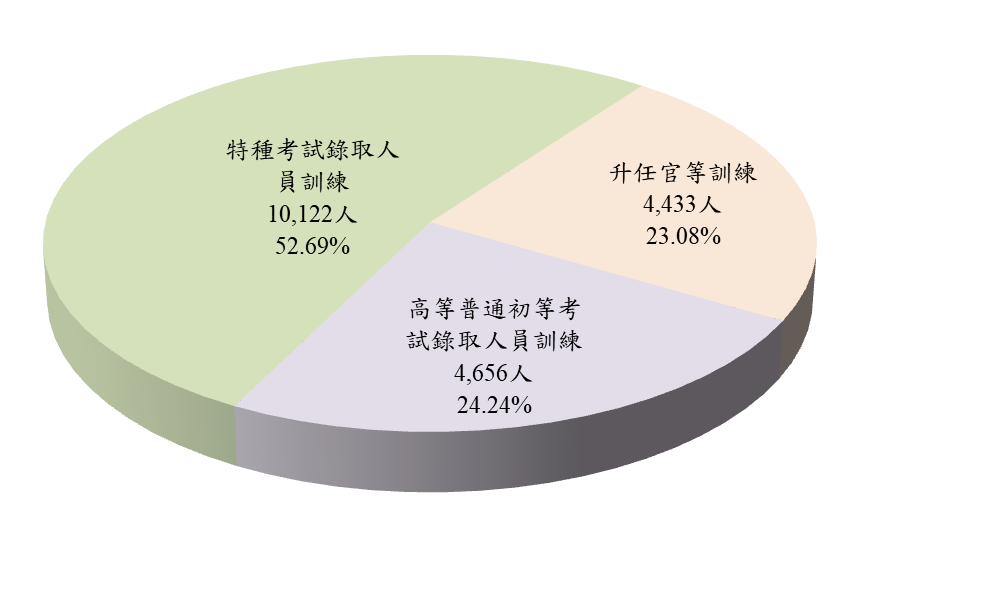 特種考試錄取人
員訓練
10,122人
52.69%
升任官等訓練
4,433人
23.08%
高等普通初等考
試錄取人員訓練
4,656人
24.24%